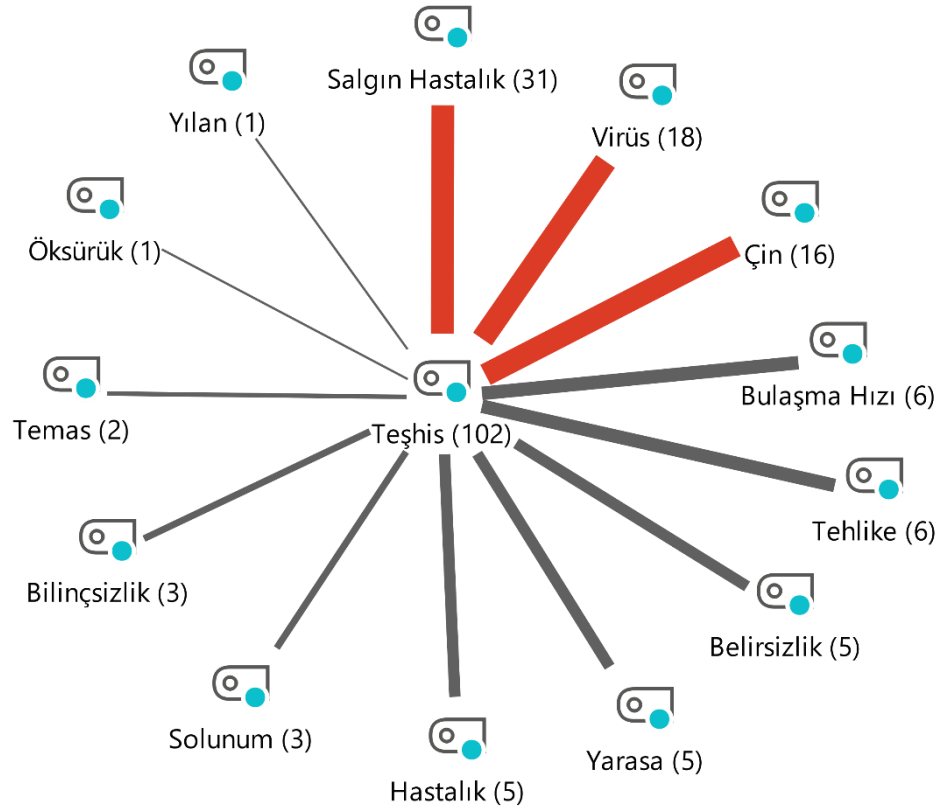 Salgın Hastalık (31)
Yılan (1)
Virüs (18)
Öksürük (1)
Çin (16)
Temas (2)
Teşhis (102)
Bulaşma Hızı (6)
Tehlike (6)
Bilinçsizlik (3)
Belirsizlik (5)
Solunum (3)
Yarasa (5)
Hastalık (5)